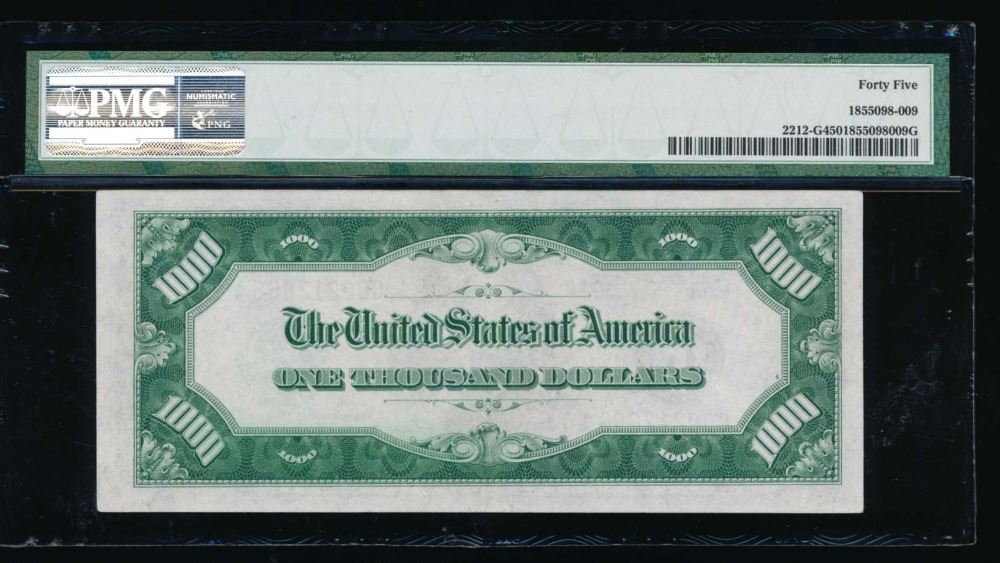 PMG
PAPER MONEY GUARANTY
NUMISMATIC
PNG
Forty Five
1855098-009
2212-G4501855098009G
1000 1000 1000 1000
The United States of America
ONE THOUSAND DOLLARS
1000 1000 1000 1000